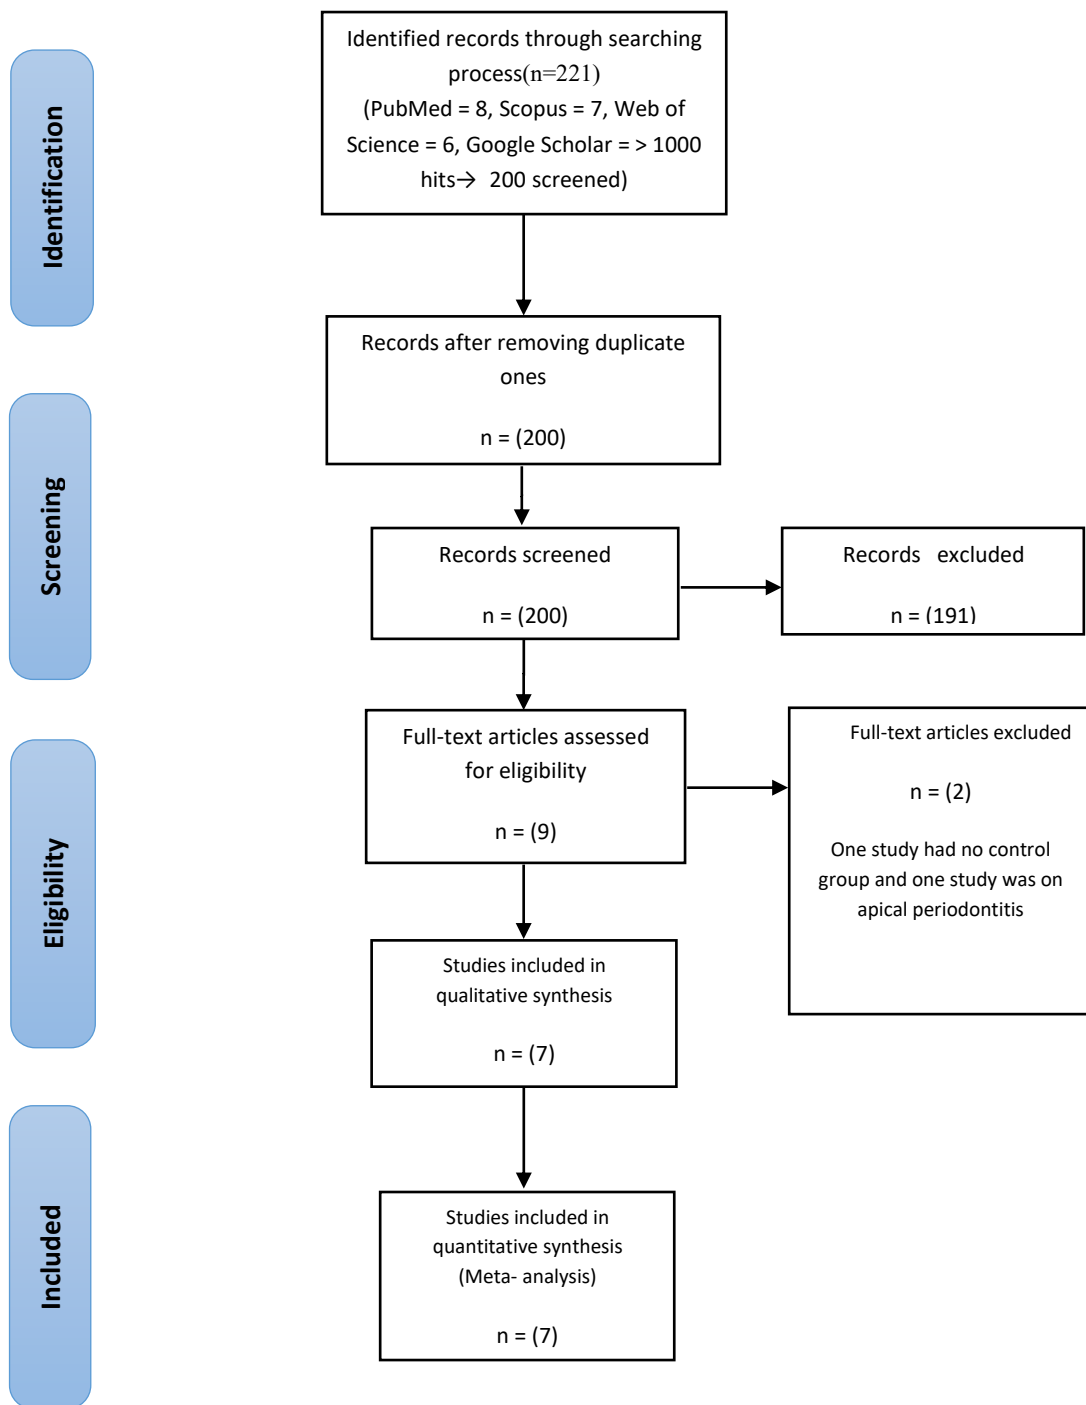 Identification
Identified records through searching
process(n=221)
(PubMed = 8, Scopus = 7, Web of
Science = 6, Google Scholar = > 1000
hits→ 200 screened)
Records after removing duplicate
ones
n = (200)
Screening
Records screened
n = (200)
Records excluded
n = (191)
Eligibility
Full-text articles assessed
for eligibility
n = (9)
Full-text articles excluded
n = (2)
One study had no control
group and one study was on
apical periodontitis
Studies included in
qualitative synthesis
n = (7)
Included
Studies included in
quantitative synthesis
(Meta- analysis)
n = (7)